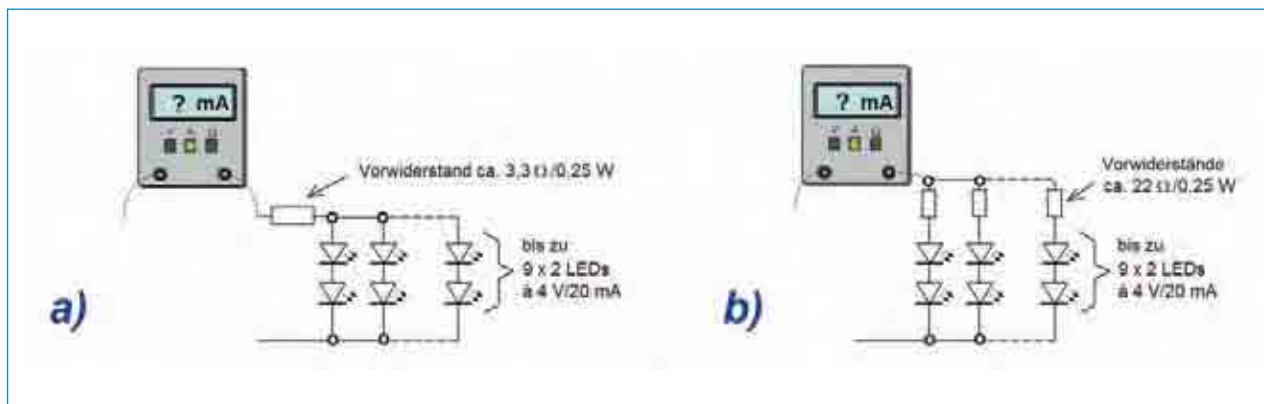 ? mA
Vorwiderstand ca. 3,3 Ω/0,25 W
bis zu
9 x 2 LEDs
à 4 V/20 mA
a)
? mA
Vorwiderstände
ca. 22 Ω/0,25 W
bis zu
9 x 2 LEDs
à 4 V/20 mA
b)